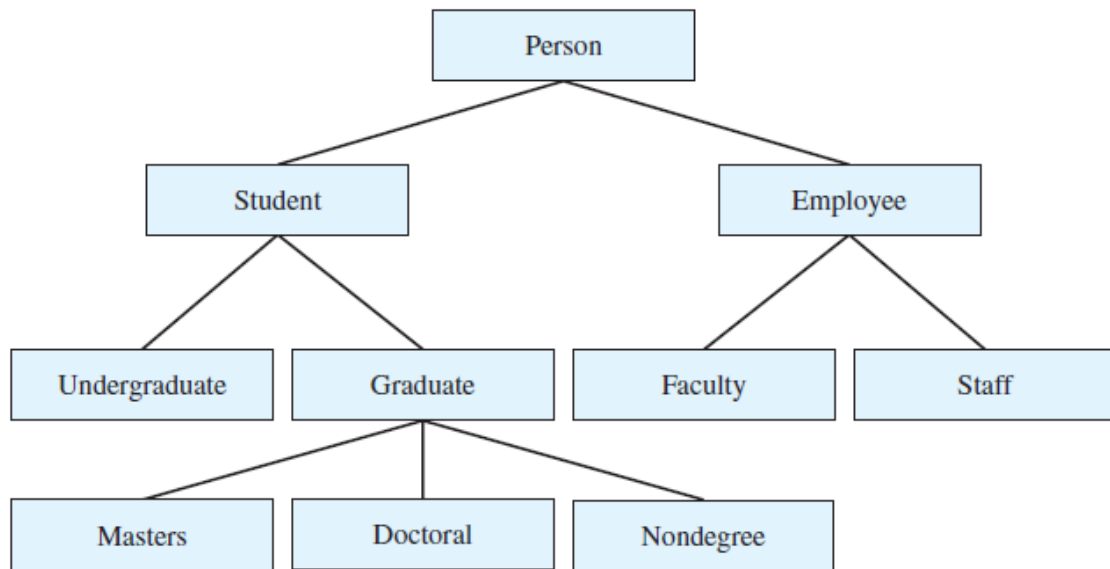 Person
Student
Employee
Undergraduate
Graduate
Faculty
Staff
Masters
Doctoral
Nondegree